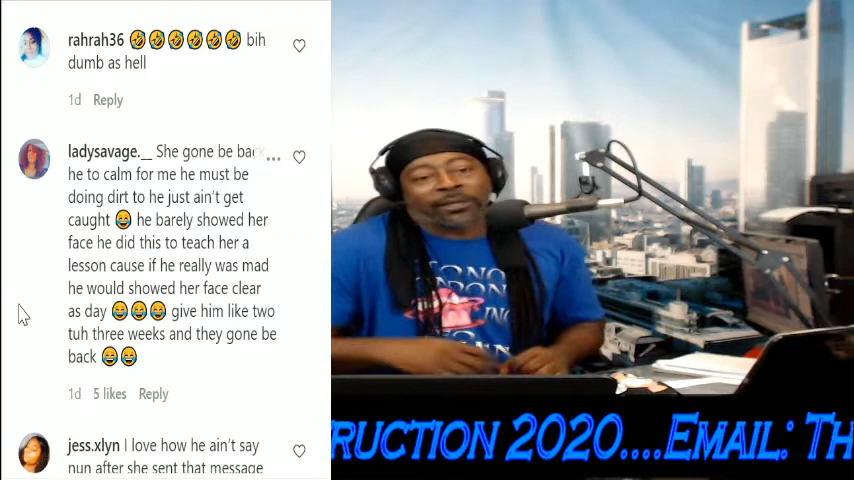 rahrah36 🤣🤣🤣🤣🤣🤣 bih
dumb as hell
1d Reply
ladysavage.__ She gone be back
he to calm for me he must be
doing dirt to he just ain't get
caught 😂 he barely showed her
face he did this to teach her a
lesson cause if he really was mad
he would showed her face clear
as day 😂😂😂 give him like two
tuh three weeks and they gone be
back 😂😂
1d 5 likes Reply
jess.xlyn I love how he ain't say
nun after she sent that message
RUCTION 2020....EMAIL: TH